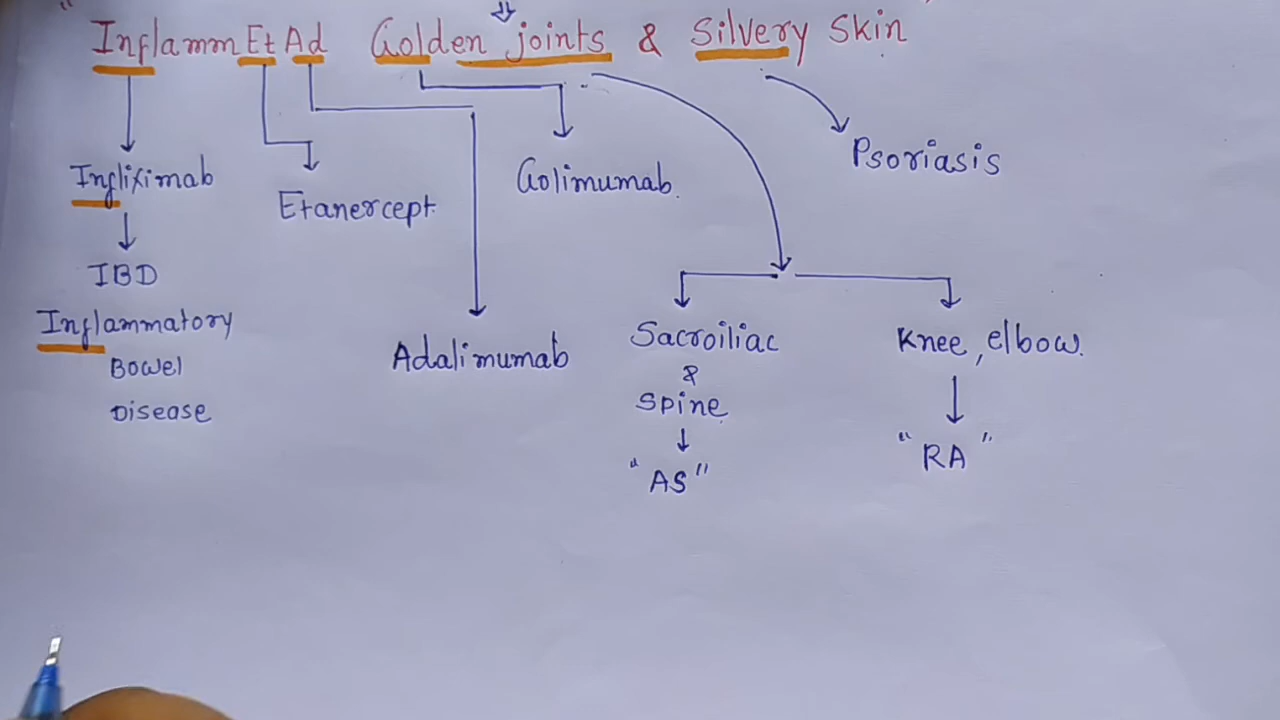 "InflammEtAd Golden joints & Silvery Skin
Infliximab
Etanercept.
Golimumab.
Psoriasis
IBD
Inflammatory
Bowel
Disease
Adalimumab
Sacroiliac
&
Spine
"AS"
Knee, elbow.
"RA"